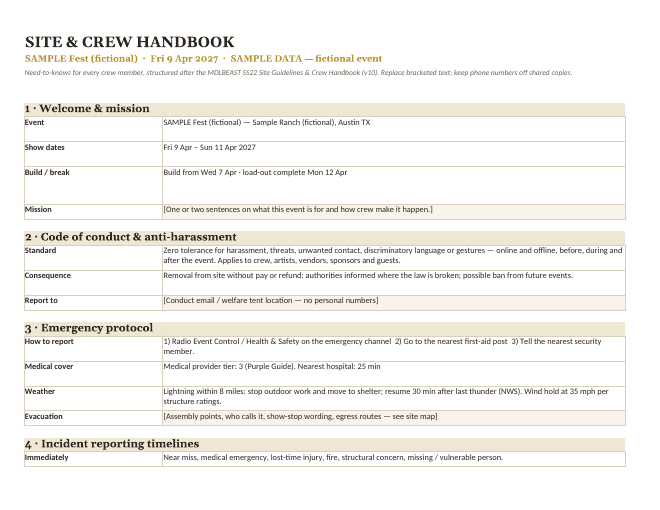 SITE & CREW HANDBOOK
SAMPLE Fest (fictional) · Fri 9 Apr 2027 · SAMPLE DATA — fictional event
Need-to-knows for every crew member, structured after the MDLBEAST SS22 Site Guidelines & Crew Handbook (v10). Replace bracketed text; keep phone numbers off shared copies.
1 · Welcome & mission
Event SAMPLE Fest (fictional) — Sample Ranch (fictional), Austin TX
Show dates Fri 9 Apr – Sun 11 Apr 2027
Build / break Build from Wed 7 Apr · load-out complete Mon 12 Apr
Mission [One or two sentences on what this event is for and how crew make it happen.]
2 · Code of conduct & anti-harassment
Standard Zero tolerance for harassment, threats, unwanted contact, discriminatory language or gestures — online and offline, before, during and
after the event. Applies to crew, artists, vendors, sponsors and guests.
Consequence Removal from site without pay or refund; authorities informed where the law is broken; possible ban from future events.
Report to [Conduct email / welfare tent location — no personal numbers]
3 · Emergency protocol
How to report 1) Radio Event Control / Health & Safety on the emergency channel 2) Go to the nearest first-aid post 3) Tell the nearest security
member.
Medical cover Medical provider tier: 3 (Purple Guide). Nearest hospital: 25 min
Weather Lightning within 8 miles: stop outdoor work and move to shelter; resume 30 min after last thunder (NWS). Wind hold at 35 mph per
structure ratings.
Evacuation [Assembly points, who calls it, show-stop wording, egress routes — see site map]
4 · Incident reporting timelines
Immediately Near miss, medical emergency, lost-time injury, fire, structural concern, missing / vulnerable person.